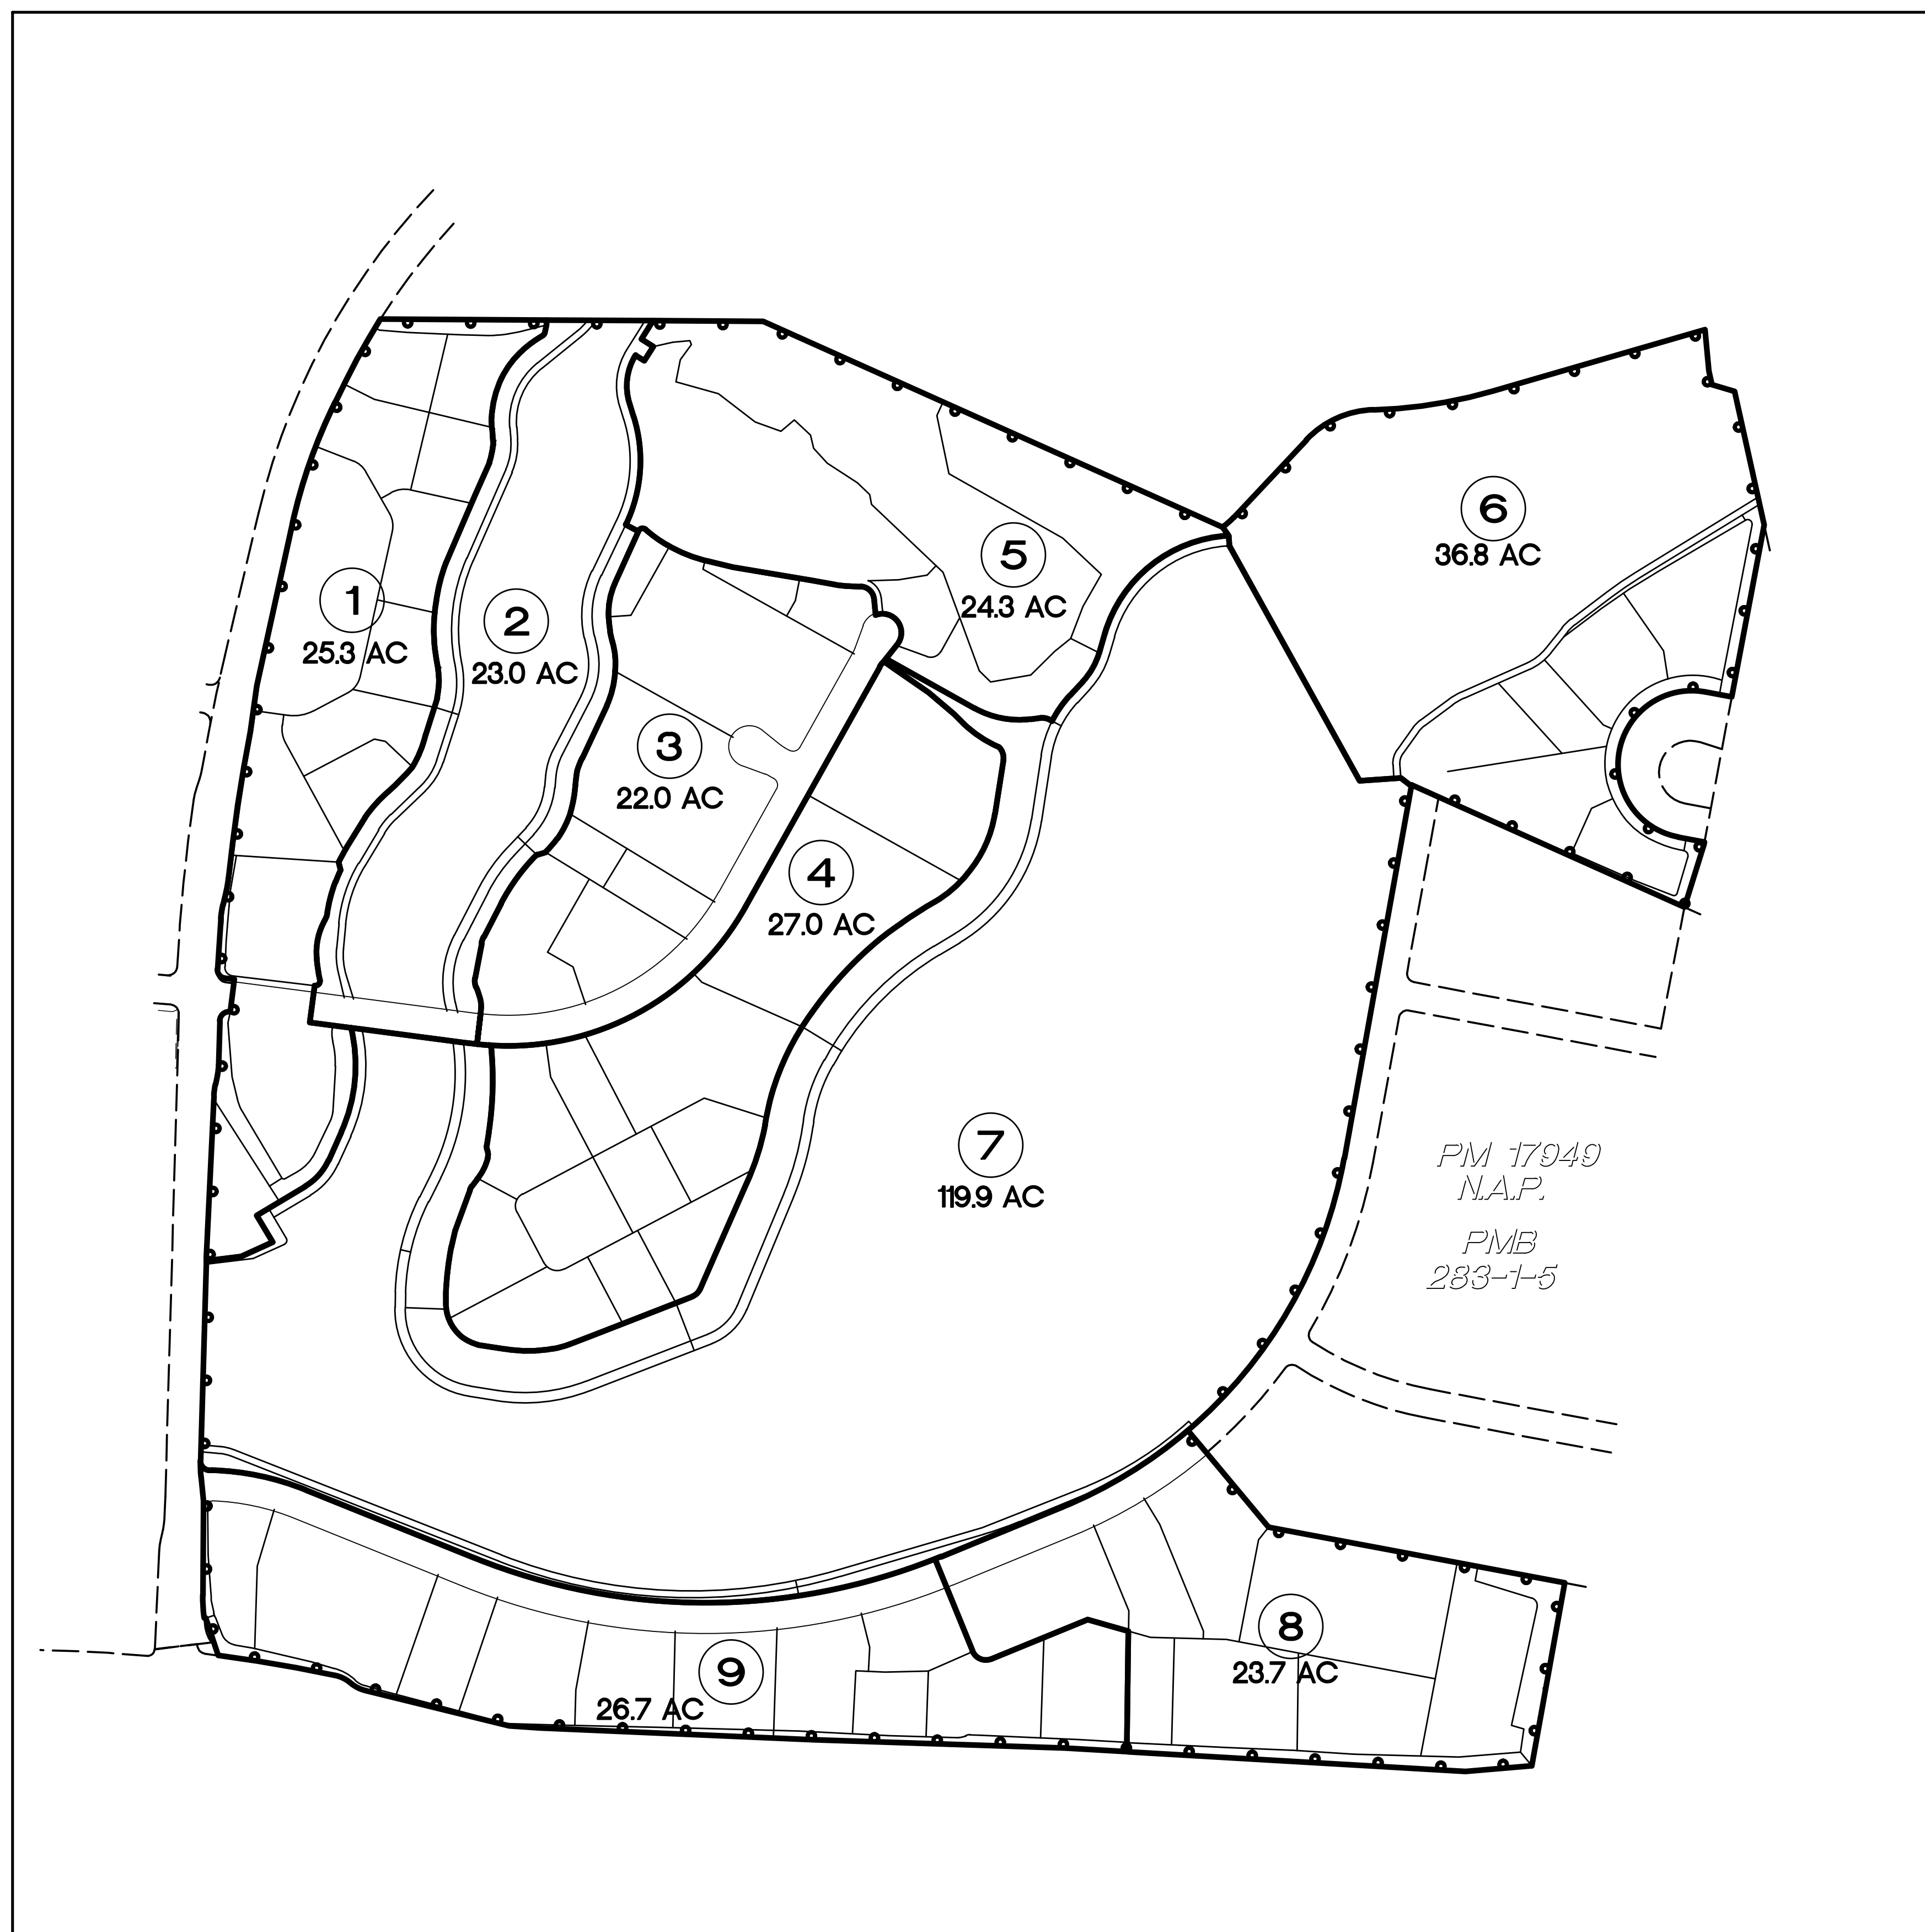 1
25.3 AC
2
23.0 AC
3
22.0 AC
4
27.0 AC
5
24.3 AC
6
36.8 AC
7
119.9 AC
PM 17949
N.A.P.
PMB
283-1-5
8
23.7 AC
9
26.7 AC